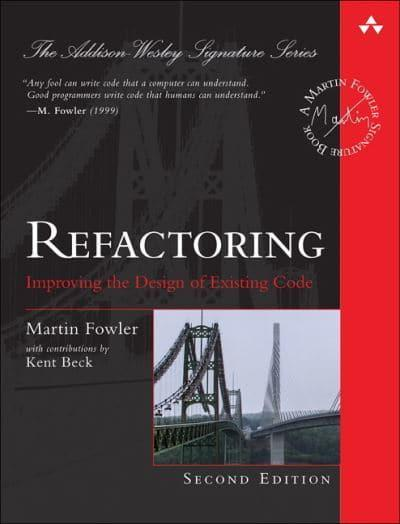 The Addison-Wesley Signature Series
“Any fool can write code that a computer can understand.
Good programmers write code that humans can understand.”
—M. Fowler (1999)
A MARTIN FOWLER SIGNATURE BOOK
Martin
REFACTORING
Improving the Design of Existing Code
Martin Fowler
with contributions by
Kent Beck
SECOND EDITION